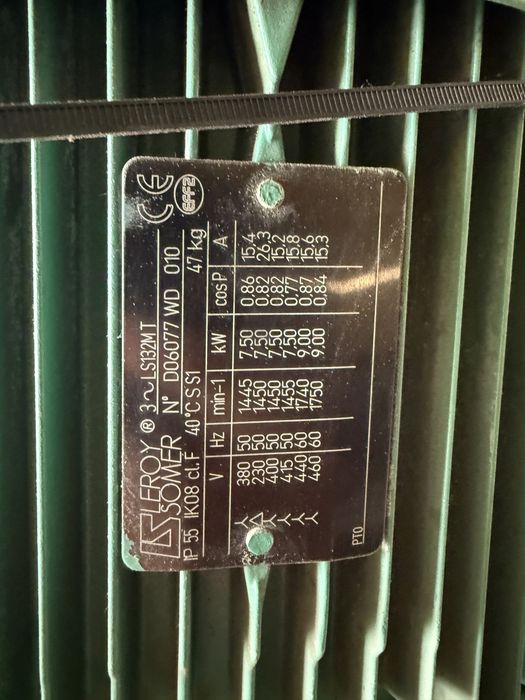 LEROY ® 3~LS132M T
SOMER N° D06077 WD 010
CE
EFF2
IP 55 IK08 cl. F 40°C-S S1 47 kg
V Hz min-1 kW cosP A
380 50 1445 7,50 0,86 15,4
△ 230 50 1450 7,50 0,82 26,3
400 50 1450 7,50 0,82 15,2
415 50 1455 7,50 0,77 15,8
440 60 1740 9,00 0,87 15,6
460 60 1750 9,00 0,84 15,3
PTO